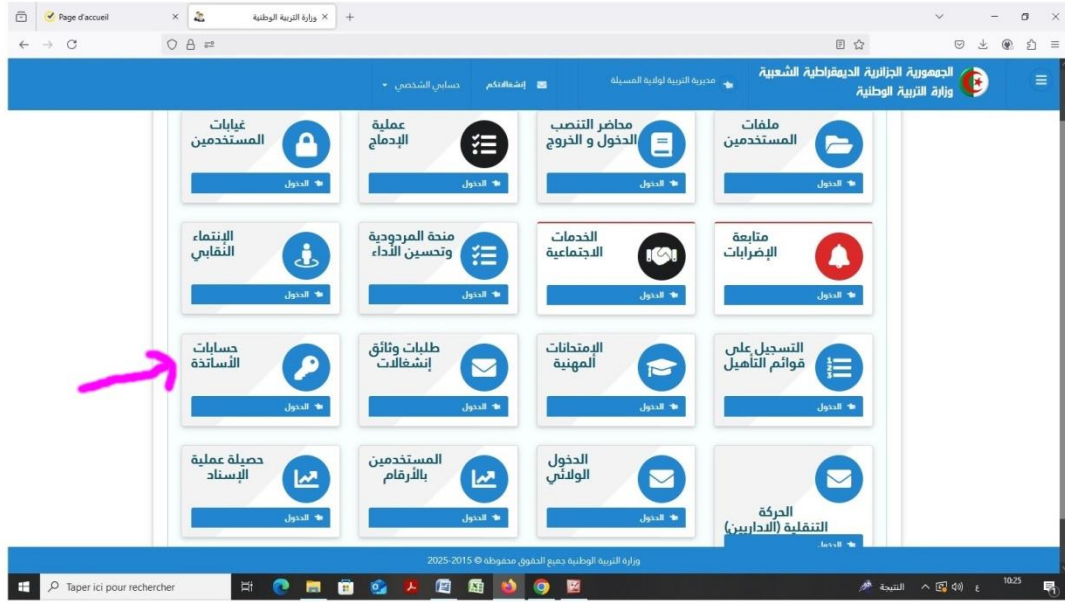 Page d'accueil
وزارة التربية الوطنية
الجمهورية الجزائرية الديمقراطية الشعبية
وزارة التربية الوطنية
مديرية التربية لولاية المسيلة
إنشغالاتكم
حسابي الشخصي
ملفات
المستخدمين
الدخول
محاضر التنصب
الدخول و الخروج
الدخول
عملية
الإدماج
الدخول
غيابات
المستخدمين
الدخول
متابعة
الإضرابات
الدخول
الخدمات
الاجتماعية
الدخول
منحة المردودية
وتحسين الأداء
الدخول
الإنتماء
النقابي
الدخول
التسجيل على
قوائم التأهيل
الدخول
الإمتحانات
المهنية
الدخول
طلبات وثائق
إنشغالات
الدخول
حسابات
الأساتذة
الدخول
الحركة
التنقلية (الاداريين)
الدخول
الدخول
الولائي
الدخول
المستخدمين
بالأرقام
الدخول
حصيلة عملية
الإسناد
الدخول
وزارة التربية الوطنية جميع الحقوق محفوظة © 2015-2025
Taper ici pour rechercher
النتيجة
ع
10:25